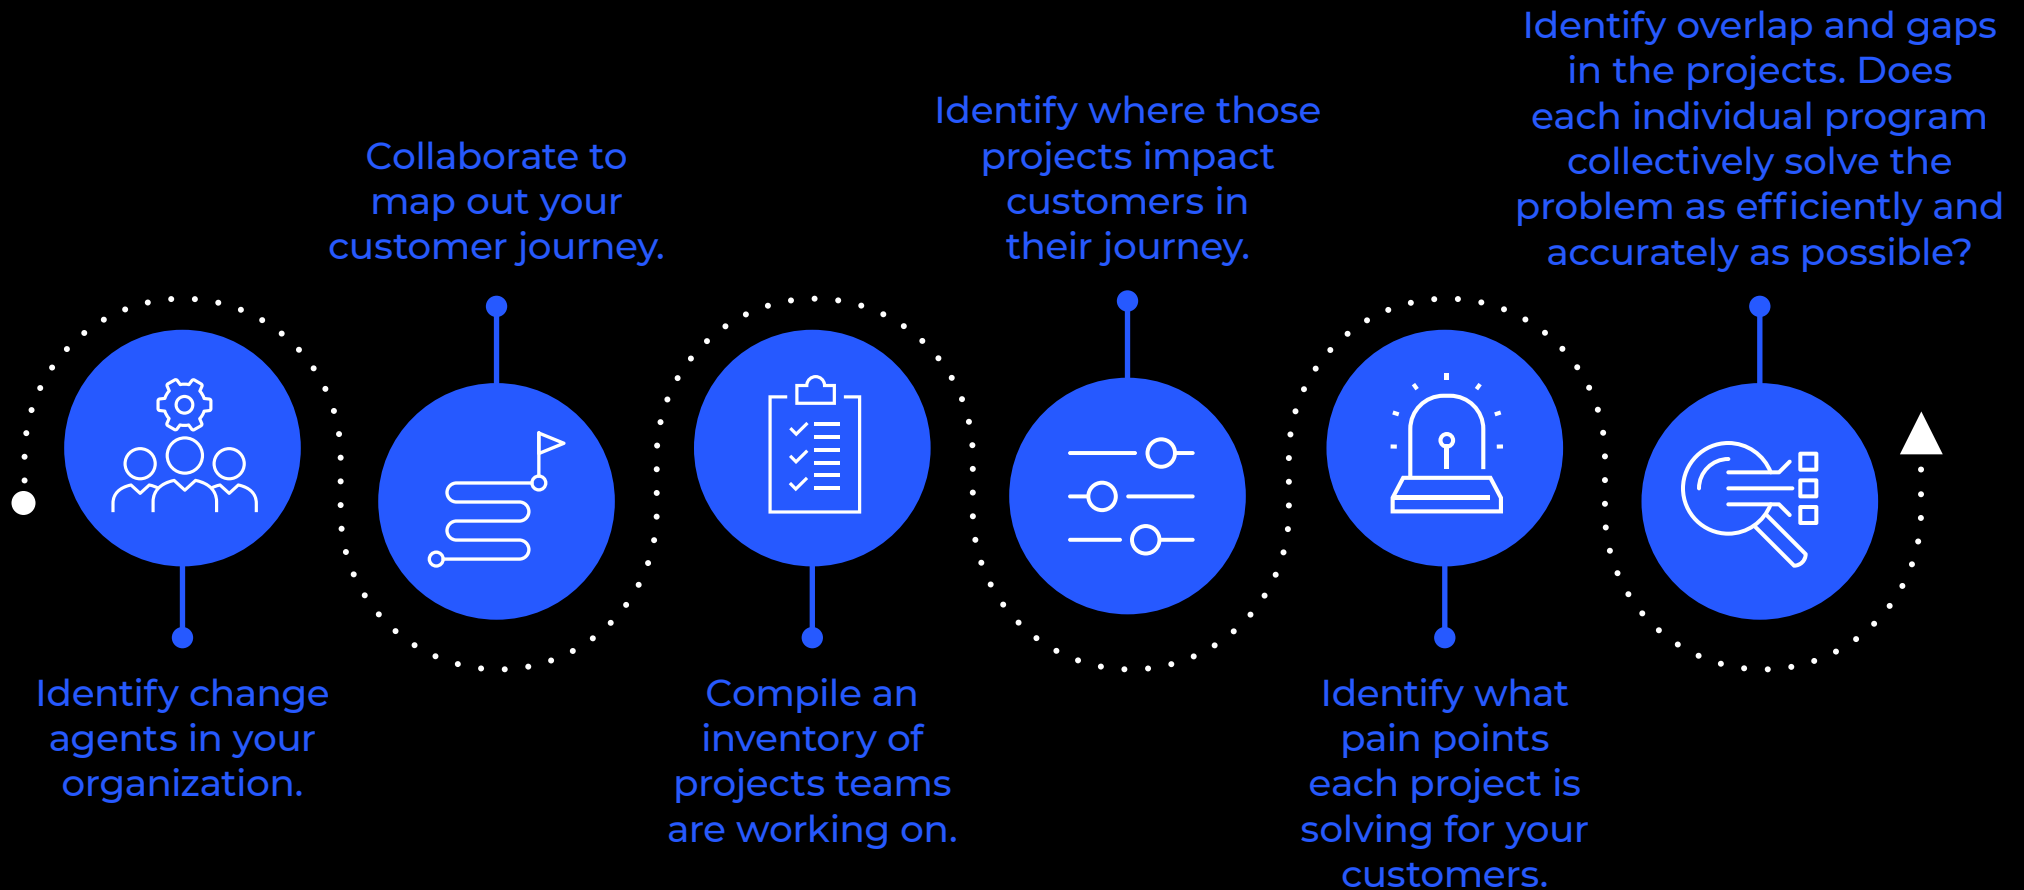 Identify change
agents in your
organization.
Collaborate to
map out your
customer journey.
Compile an
inventory of
projects teams
are working on.
Identify where those
projects impact
customers in
their journey.
Identify what
pain points
each project is
solving for your
customers.
Identify overlap and gaps
in the projects. Does
each individual program
collectively solve the
problem as efficiently and
accurately as possible?